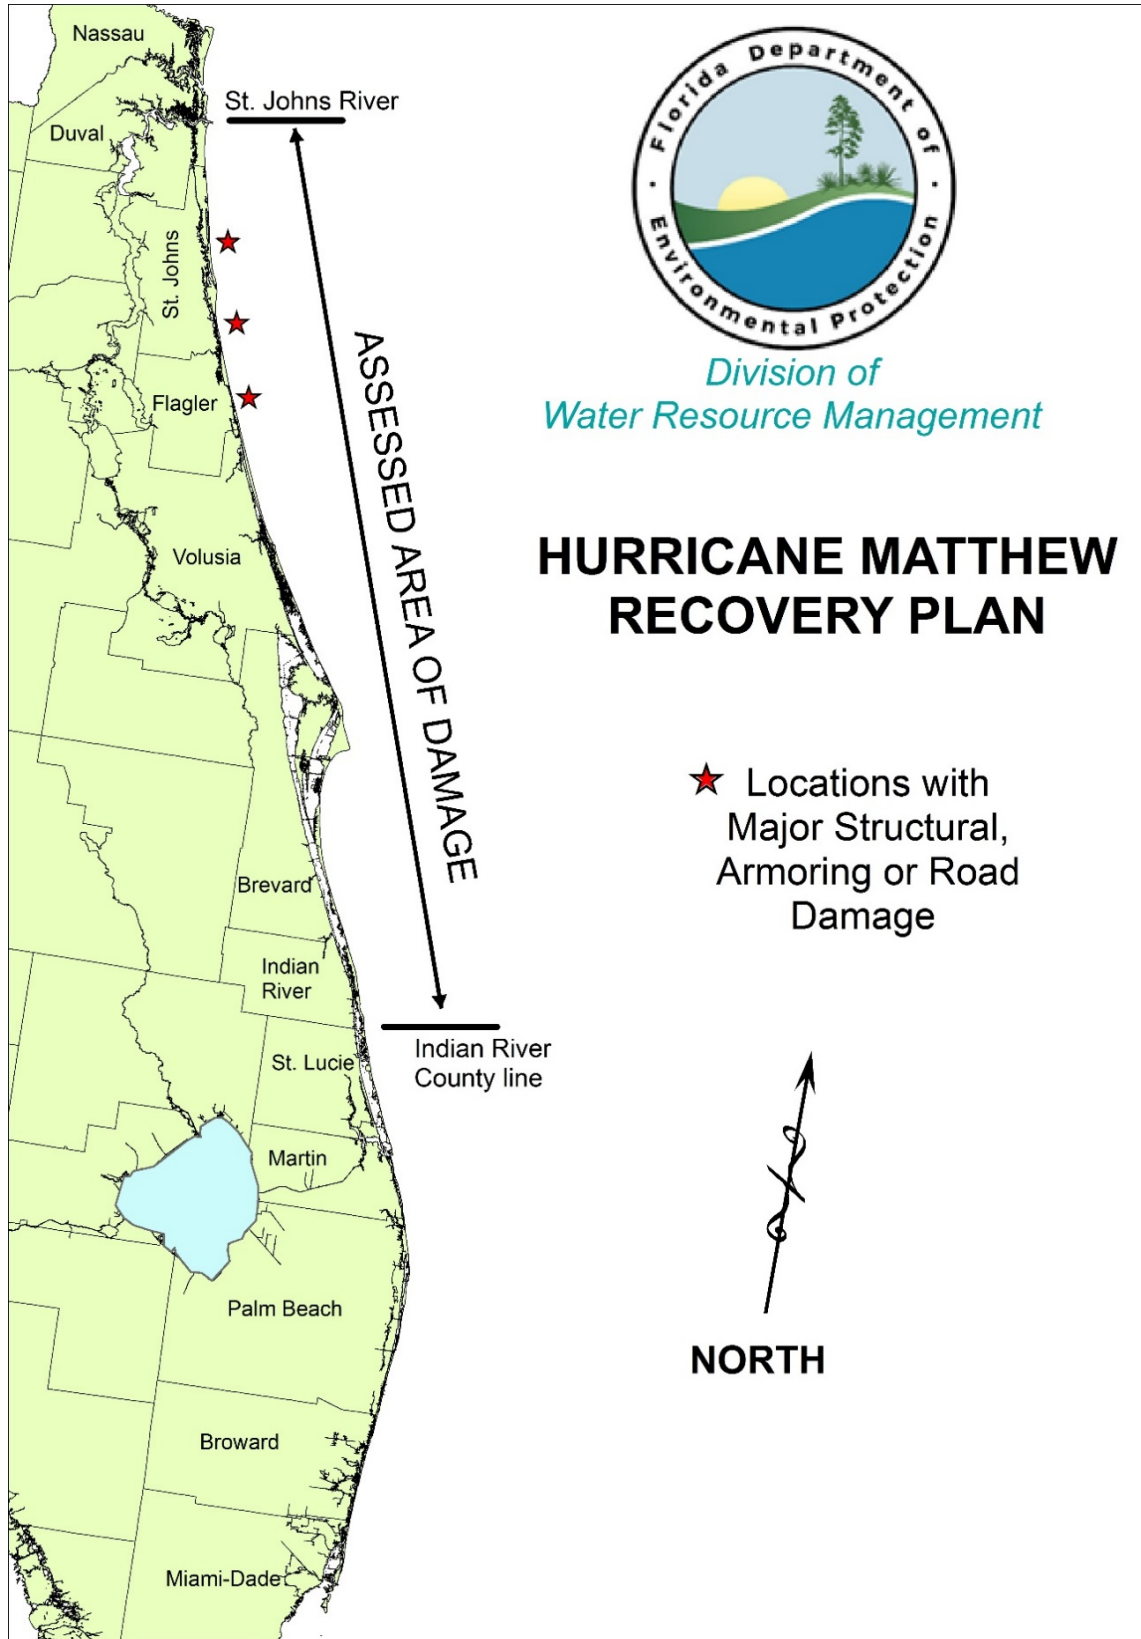 Nassau
St. Johns River
Duval
St. Johns
Flagler
Volusia
Brevard
Indian
River
St. Lucie
Martin
Palm Beach
Broward
Miami-Dade
ASSESSED AREA OF DAMAGE
Indian River
County line
Florida Department of
Environmental Protection
Division of
Water Resource Management
HURRICANE MATTHEW
RECOVERY PLAN
Locations with
Major Structural,
Armoring or Road
Damage
NORTH